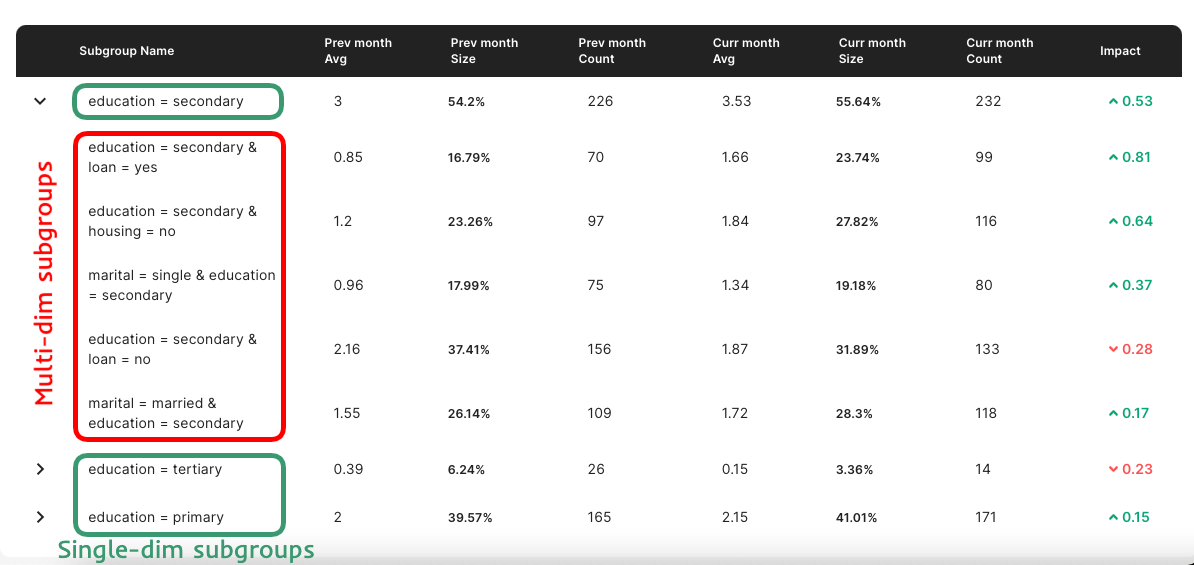 Subgroup Name Prev month Avg Prev month Size Prev month Count Curr month Avg Curr month Size Curr month Count Impact
education = secondary 3 54.2% 226 3.53 55.64% 232 0.53
education = secondary &
loan = yes 0.85 16.79% 70 1.66 23.74% 99 0.81
education = secondary &
housing = no 1.2 23.26% 97 1.84 27.82% 116 0.64
marital = single & education
= secondary 0.96 17.99% 75 1.34 19.18% 80 0.37
education = secondary &
loan = no 2.16 37.41% 156 1.87 31.89% 133 0.28
marital = married &
education = secondary 1.55 26.14% 109 1.72 28.3% 118 0.17
education = tertiary 0.39 6.24% 26 0.15 3.36% 14 0.23
education = primary 2 39.57% 165 2.15 41.01% 171 0.15
Multi-dim subgroups
Single-dim subgroups